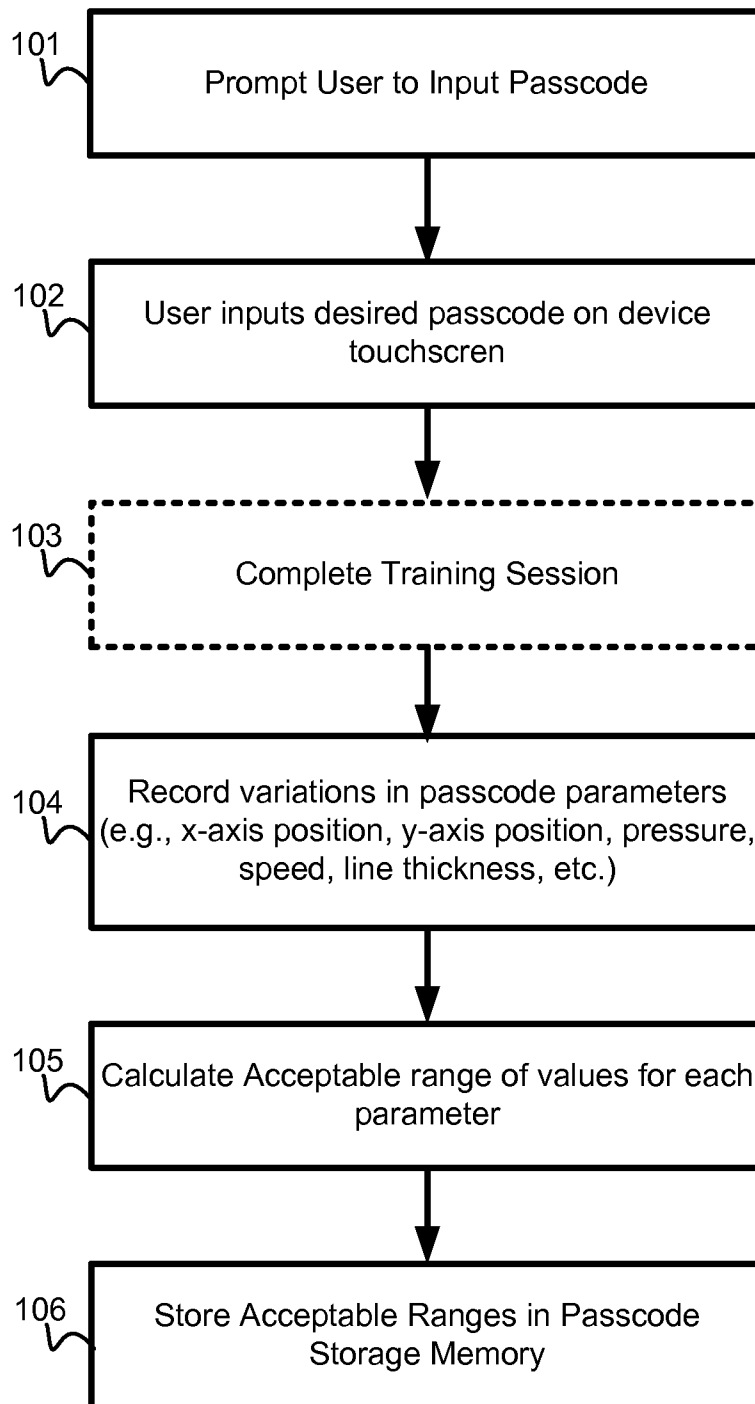 101
Prompt User to Input Passcode
102
User inputs desired passcode on device
touchscren
103
Complete Training Session
104
Record variations in passcode parameters
(e.g., x-axis position, y-axis position, pressure,
speed, line thickness, etc.)
105
Calculate Acceptable range of values for each
parameter
106
Store Acceptable Ranges in Passcode
Storage Memory